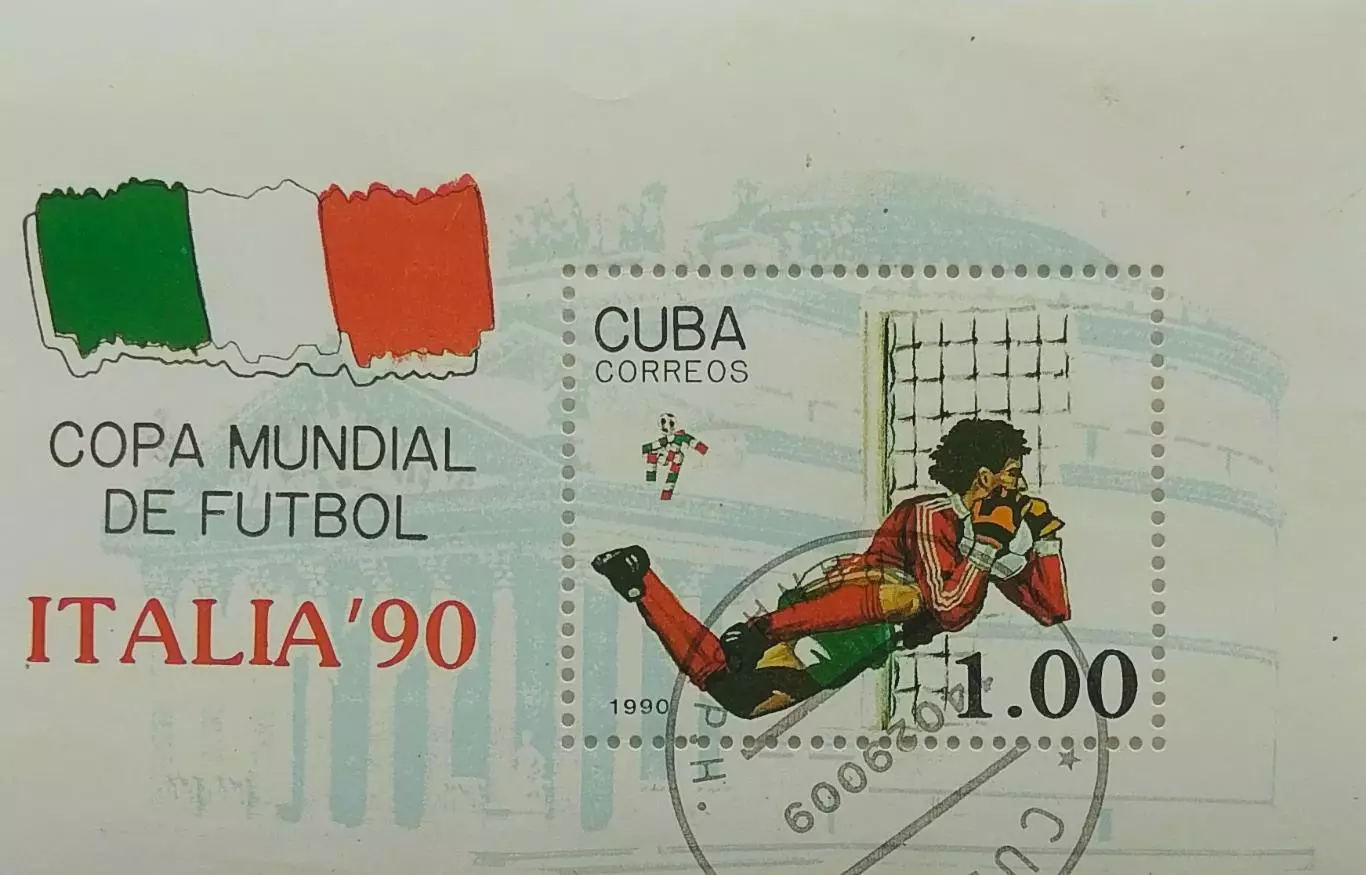 COPA MUNDIAL
DE FUTBOL
ITALIA '90
CUBA
CORREOS
1990
1.00
P.H.